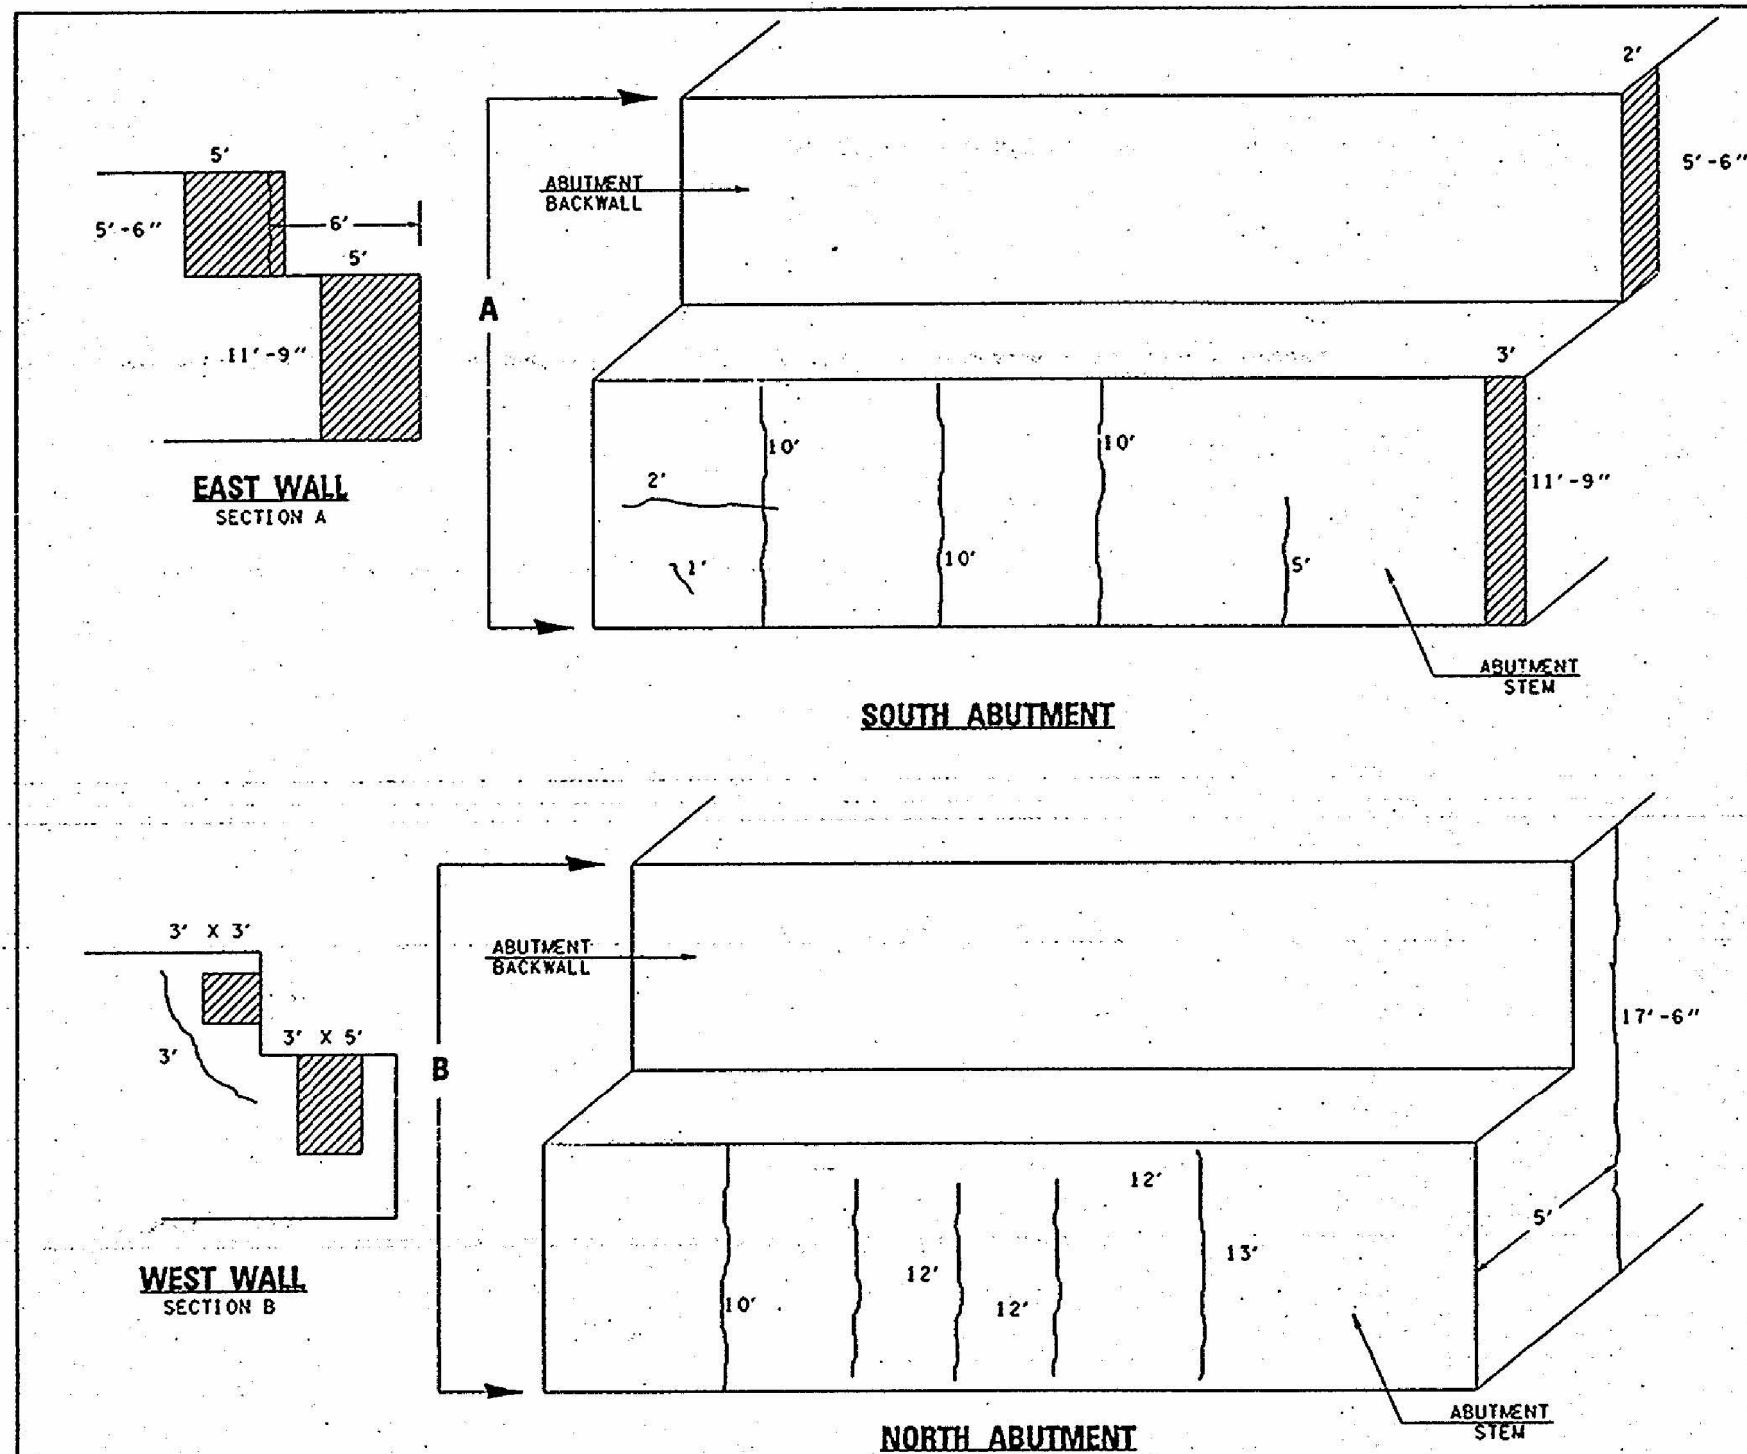 2'
5'-6"
ABUTMENT
BACKWALL
5'
5'-6"
6'
5'
11'-9"
EAST WALL
SECTION A
A
3'
10'
10'
2'
11'-9"
10'
1'
5'
ABUTMENT
STEM
SOUTH ABUTMENT
3' X 3'
ABUTMENT
BACKWALL
3' X 5'
3'
B
17'-6"
12'
5'
13'
12'
10'
12'
WEST WALL
SECTION B
ABUTMENT
STEM
NORTH ABUTMENT